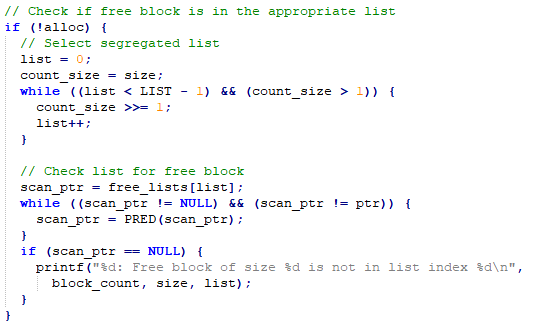 // Check if free block is in the appropriate list
if (!alloc) {
  // Select segregated list
  list = 0;
  count_size = size;
  while ((list < LIST - 1) && (count_size > 1)) {
    count_size >>= 1;
    list++;
  }

  // Check list for free block
  scan_ptr = free_lists[list];
  while ((scan_ptr != NULL) && (scan_ptr != ptr)) {
    scan_ptr = PRED(scan_ptr);
  }
  if (scan_ptr == NULL) {
    printf("%d: Free block of size %d is not in list index %d\n",
      block_count, size, list);
  }
}